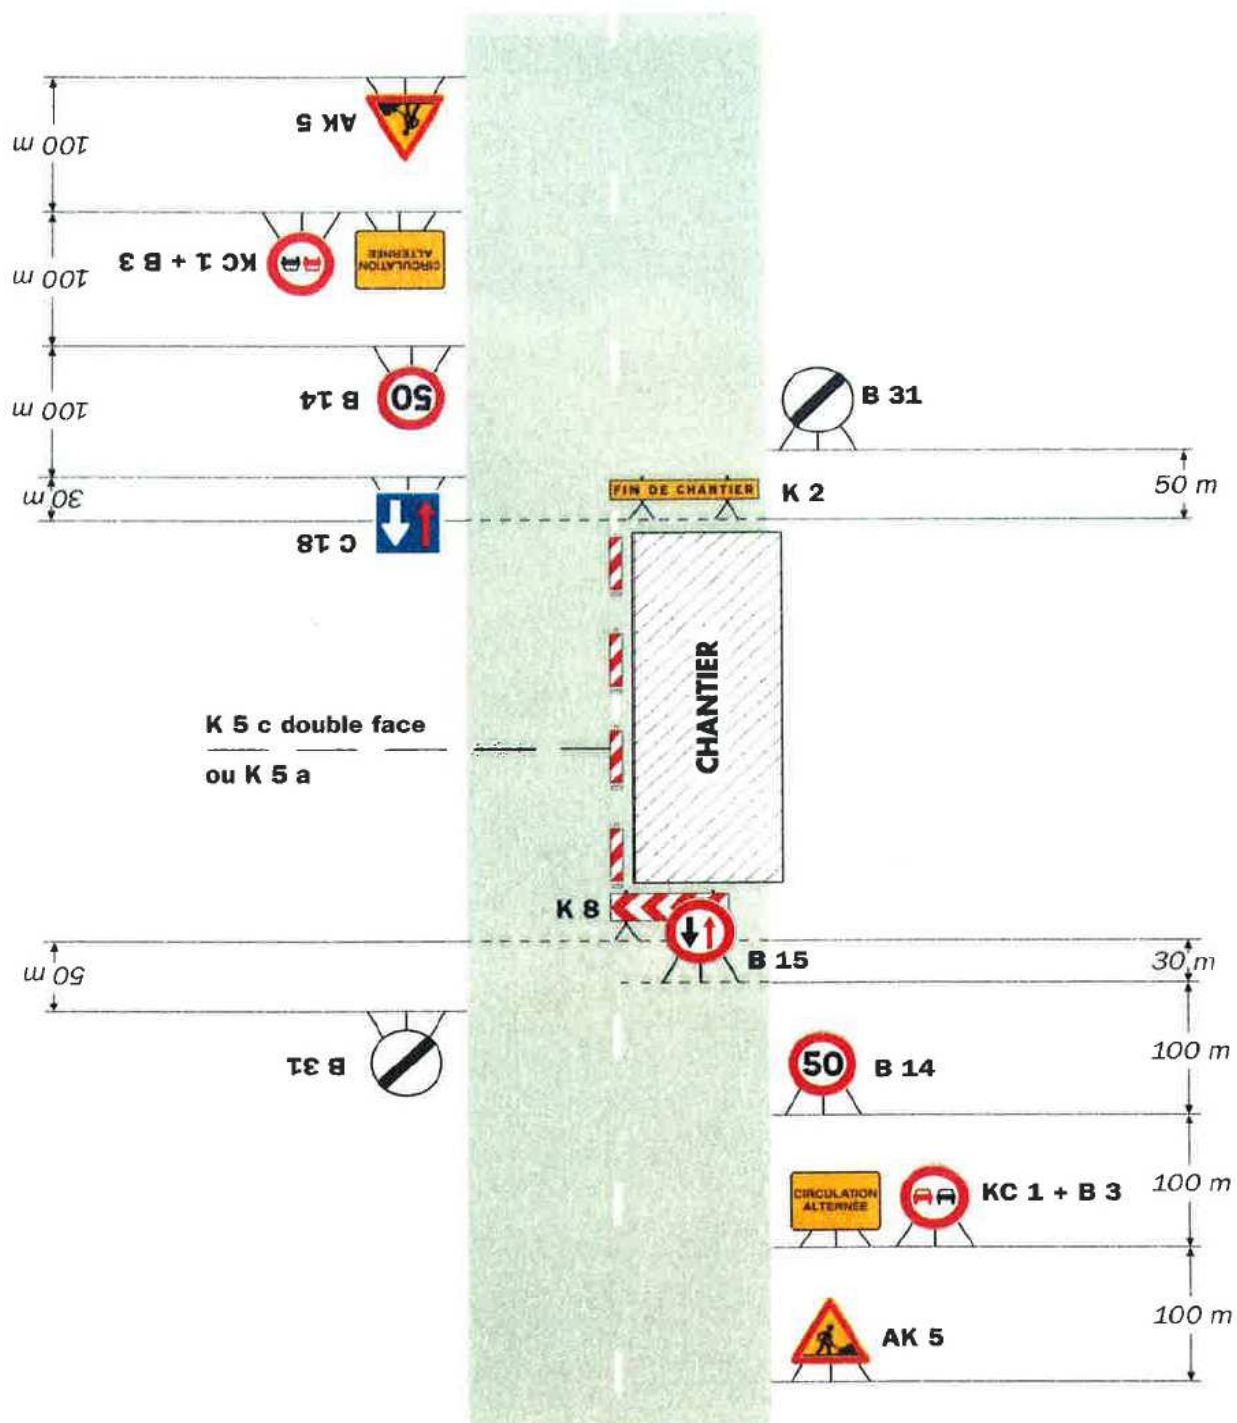 AK 5
100 m
KC 1 + B 3
CIRCULATION
ALTERNÉE
100 m
B 14
50
100 m
B 31
50 m
FIN DE CHANTIER
K 2
C 18
30 m
CHANTIER
K 5 c double face
ou K 5 a
K 8
B 15
30 m
50 m
B 31
50
B 14
100 m
CIRCULATION
ALTERNÉE
KC 1 + B 3
100 m
AK 5
100 m